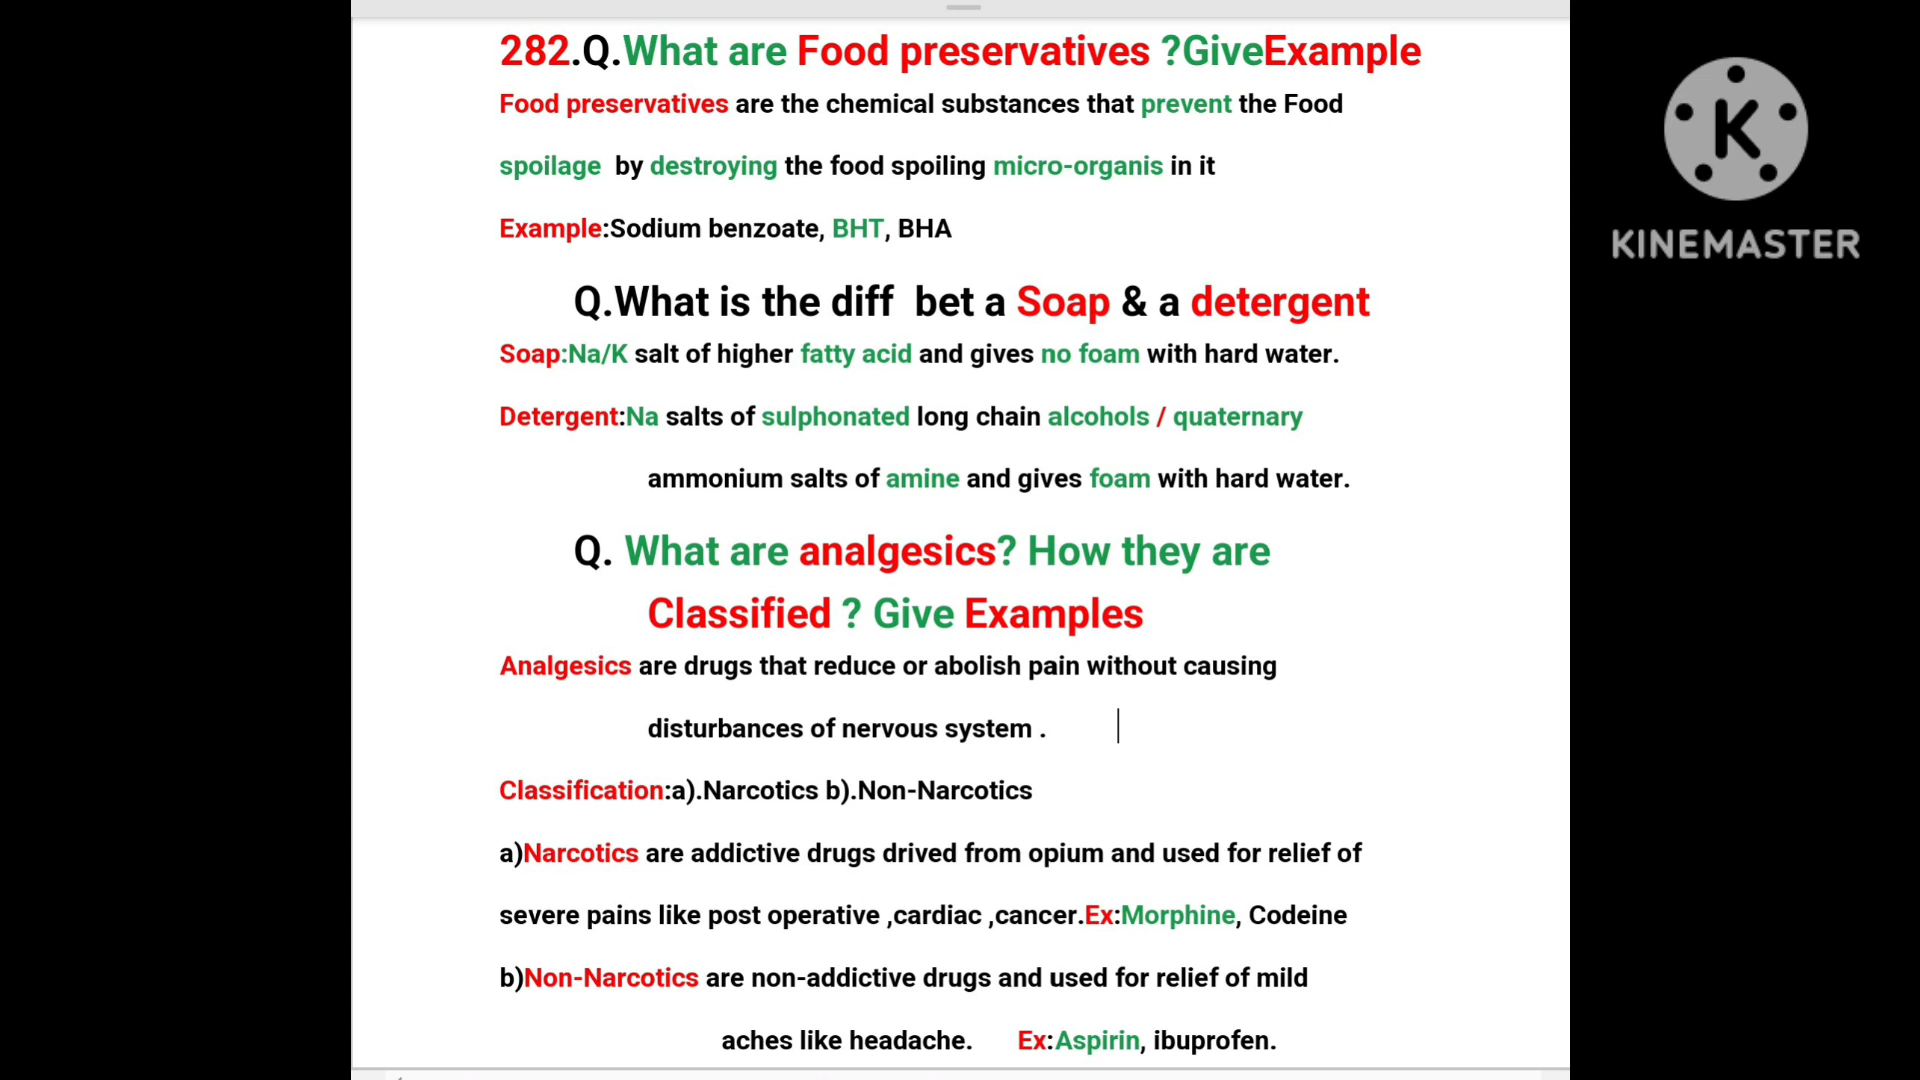 282.Q.What are Food preservatives ?GiveExample
Food preservatives are the chemical substances that prevent the Food
spoilage  by destroying the food spoiling micro-organis in it
Example:Sodium benzoate, BHT, BHA
Q.What is the diff  bet a Soap & a detergent
Soap:Na/K salt of higher fatty acid and gives no foam with hard water.
Detergent:Na salts of sulphonated long chain alcohols / quaternary
ammonium salts of amine and gives foam with hard water.
Q. What are analgesics? How they are
Classified ? Give Examples
Analgesics are drugs that reduce or abolish pain without causing
disturbances of nervous system .
Classification:a).Narcotics b).Non-Narcotics
a)Narcotics are addictive drugs drived from opium and used for relief of
severe pains like post operative ,cardiac ,cancer.Ex:Morphine, Codeine
b)Non-Narcotics are non-addictive drugs and used for relief of mild
aches like headache.    Ex:Aspirin, ibuprofen.
K
KINEMASTER